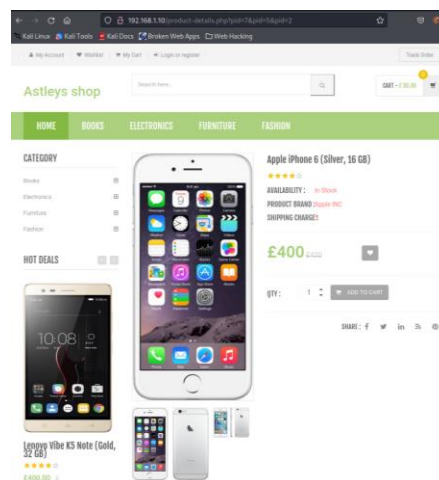 192.168.1.10/product-details.php?pid=7&pid=5&pid=2
Kali Linux Kali Tools Kali Docs Broken Web Apps Web Hacking
My Account Wishlist My Cart Login or register Track Order
Astleys shop
Search here...
CART -
HOME BOOKS ELECTRONICS FURNITURE FASHION
CATEGORY
Books
Electronics
Furniture
Fashion
HOT DEALS
10:08
Lenovo Vibe K5 Note (Gold,
32 GB)
£400.00
Apple iPhone 6 (Silver, 16 GB)
AVAILABILITY : In Stock
PRODUCT BRAND :Apple INC
SHIPPING CHARGE
£400
QTY : 1 ADD TO CART
SHARE :